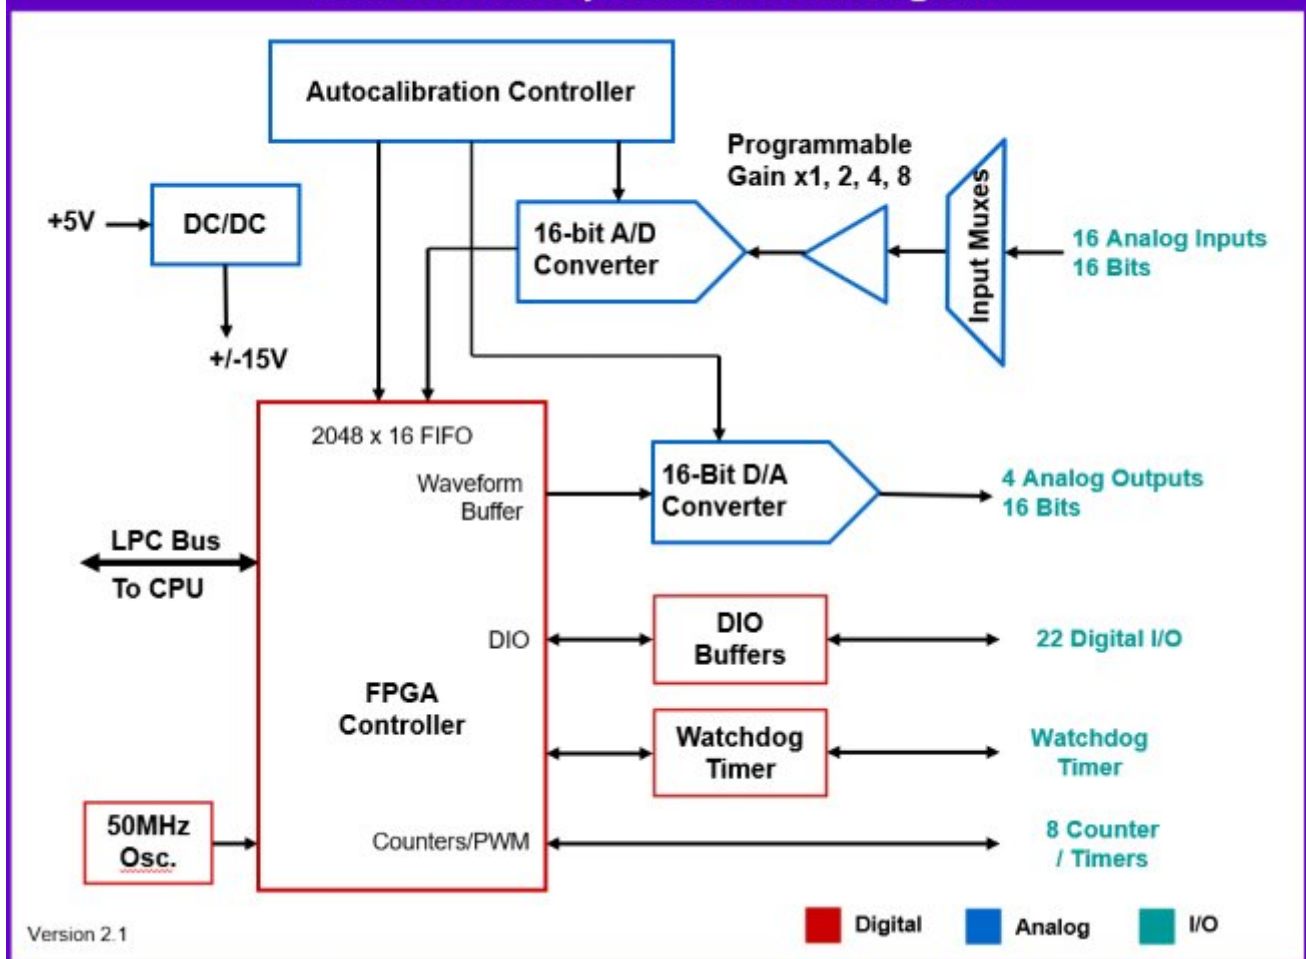 Autocalibration Controller
Programmable
Gain x1, 2, 4, 8
+5V
DC/DC
+/-15V
16-bit A/D
Converter
Input Muxes
16 Analog Inputs
16 Bits
2048 x 16 FIFO
Waveform
Buffer
16-Bit D/A
Converter
4 Analog Outputs
16 Bits
LPC Bus
To CPU
DIO
DIO
Buffers
22 Digital I/O
FPGA
Controller
Watchdog
Timer
Watchdog
Timer
50MHz
Osc.
Counters/PWM
8 Counter
/ Timers
Version 2.1
Digital
Analog
I/O